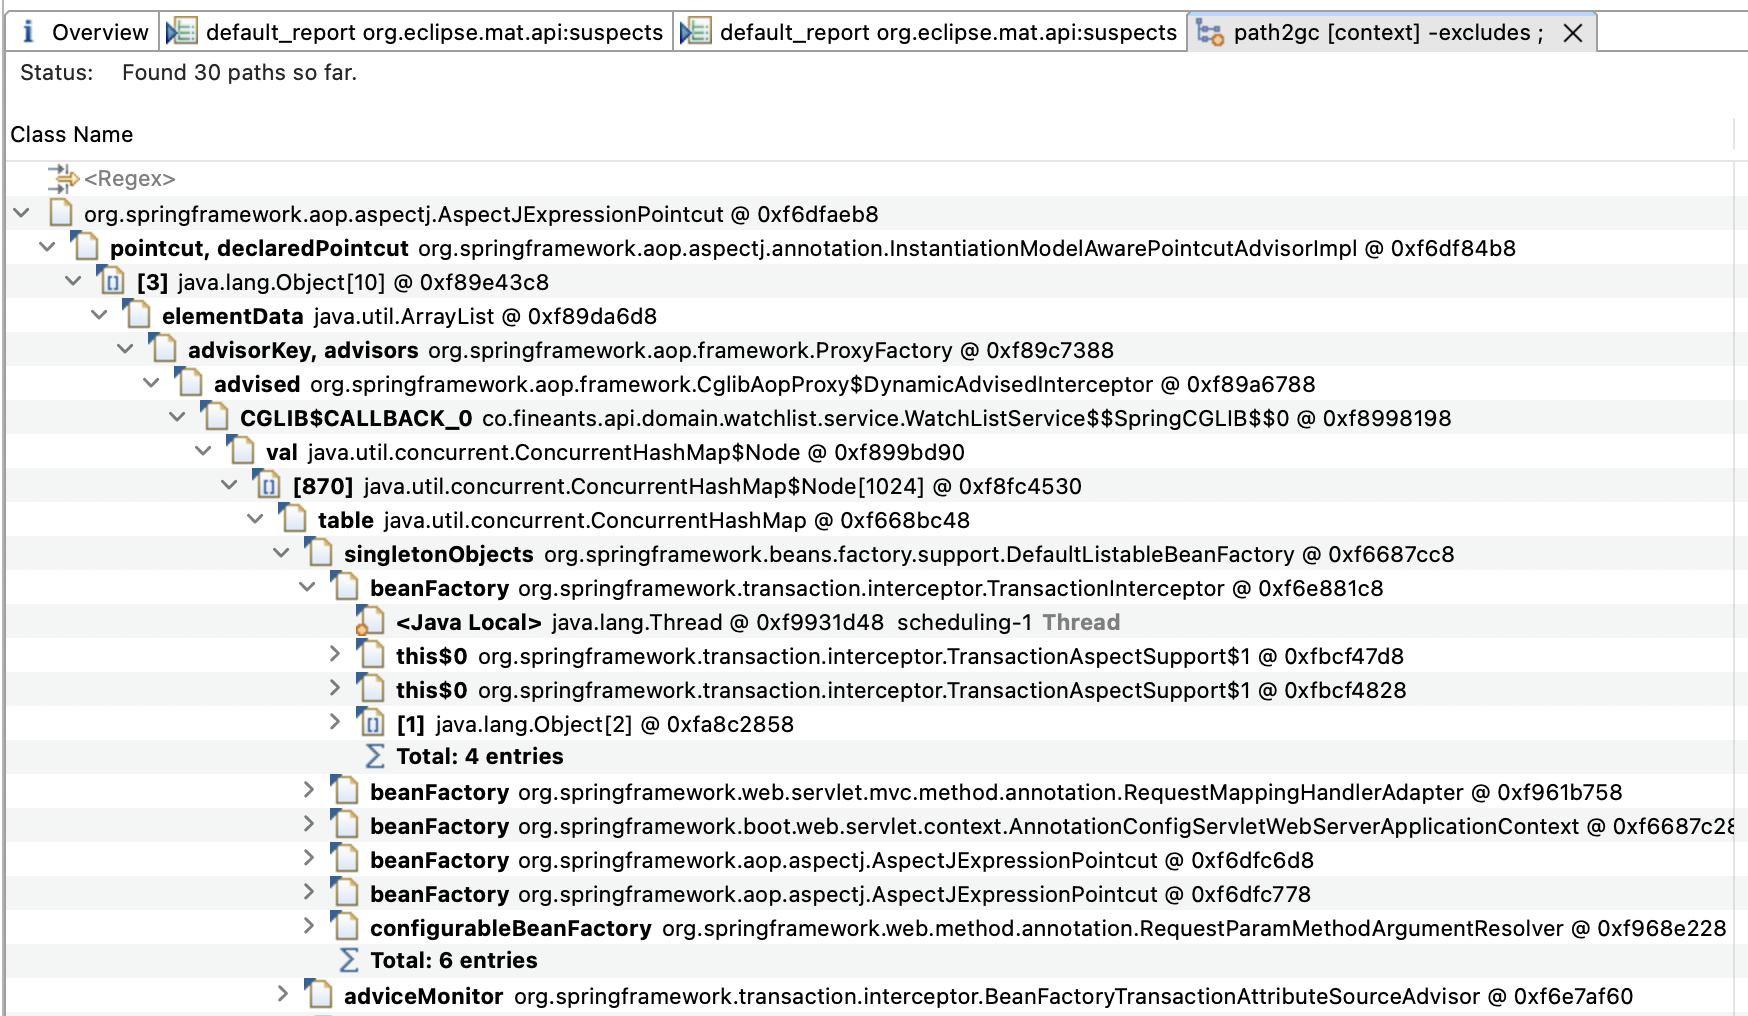 Overview default_report org.eclipse.mat.api:suspects default_report org.eclipse.mat.api:suspects path2gc [context] -excludes ;
Status: Found 30 paths so far.
Class Name
<Regex>
org.springframework.aop.aspectj.AspectJExpressionPointcut @ 0xf6dfaeb8
pointcut, declaredPointcut org.springframework.aop.aspectj.annotation.InstantiationModelAwarePointcutAdvisorImpl @ 0xf6df84b8
[3] java.lang.Object[10] @ 0xf89e43c8
elementData java.util.ArrayList @ 0xf89da6d8
advisorKey, advisors org.springframework.aop.framework.ProxyFactory @ 0xf89c7388
advised org.springframework.aop.framework.CglibAopProxy$DynamicAdvisedInterceptor @ 0xf89a6788
CGLIB$CALLBACK_0 co.fineants.api.domain.watchlist.service.WatchListService$$SpringCGLIB$$0 @ 0xf8998198
val java.util.concurrent.ConcurrentHashMap$Node @ 0xf899bd90
[870] java.util.concurrent.ConcurrentHashMap$Node[1024] @ 0xf8fc4530
table java.util.concurrent.ConcurrentHashMap @ 0xf668bc48
singletonObjects org.springframework.beans.factory.support.DefaultListableBeanFactory @ 0xf6687cc8
beanFactory org.springframework.transaction.interceptor.TransactionInterceptor @ 0xf6e881c8
<Java Local> java.lang.Thread @ 0xf9931d48 scheduling-1 Thread
this$0 org.springframework.transaction.interceptor.TransactionAspectSupport$1 @ 0xfbcf47d8
this$0 org.springframework.transaction.interceptor.TransactionAspectSupport$1 @ 0xfbcf4828
[1] java.lang.Object[2] @ 0xfa8c2858
Total: 4 entries
beanFactory org.springframework.web.servlet.mvc.method.annotation.RequestMappingHandlerAdapter @ 0xf961b758
beanFactory org.springframework.boot.web.servlet.context.AnnotationConfigServletWebServerApplicationContext @ 0xf6687c28
beanFactory org.springframework.aop.aspectj.AspectJExpressionPointcut @ 0xf6dfc6d8
beanFactory org.springframework.aop.aspectj.AspectJExpressionPointcut @ 0xf6dfc778
configurableBeanFactory org.springframework.web.method.annotation.RequestParamMethodArgumentResolver @ 0xf968e228
Total: 6 entries
adviceMonitor org.springframework.transaction.interceptor.BeanFactoryTransactionAttributeSourceAdvisor @ 0xf6e7af60